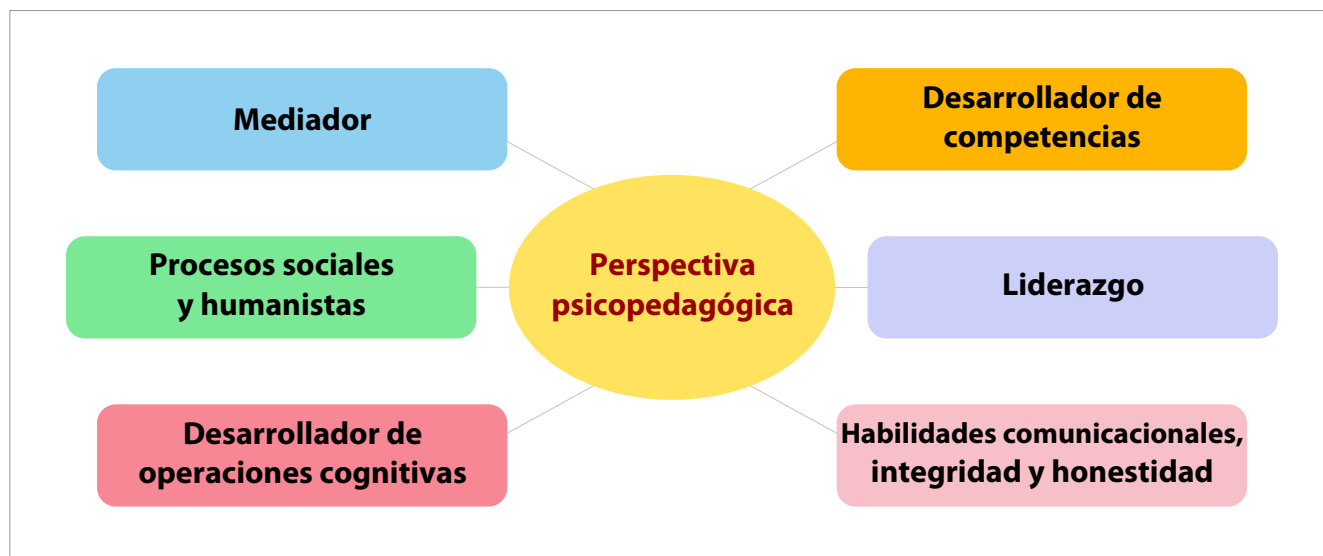 Mediador
Desarrollador de
competencias
Procesos sociales
y humanistas
Perspectiva
psicopedagógica
Liderazgo
Desarrollador de
operaciones cognitivas
Habilidades comunicacionales,
integridad y honestidad